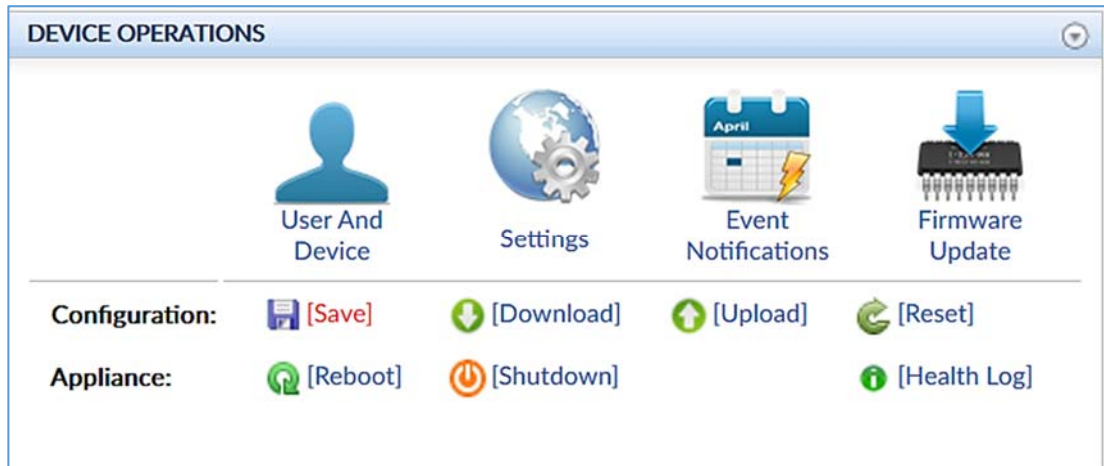 DEVICE OPERATIONS
April
User And
Device
Settings
Event
Notifications
Firmware
Update
Configuration: [Save] [Download] [Upload] [Reset]
Appliance: [Reboot] [Shutdown] [Health Log]